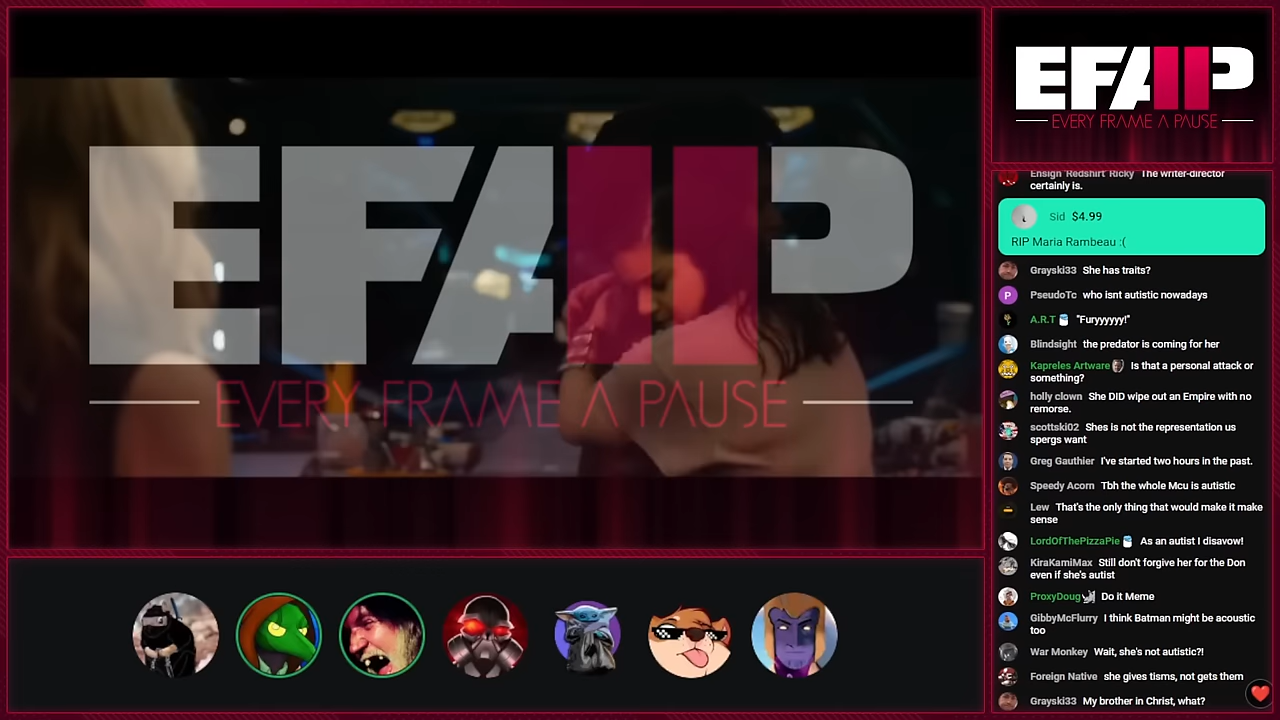 EFAP
EVERY FRAME A PAUSE
EFAP
EVERY FRAME A PAUSE
Ensign 'Redshirt' Ricky The writer-director
certainly is.
Sid $4.99
RIP Maria Rambeau :(
Grayski33 She has traits?
P
PseudoTc who isnt autistic nowadays
A.R.T "Furyyyyyy!"
Blindsight the predator is coming for her
Kapreles Artware Is that a personal attack or
something?
holly clown She DID wipe out an Empire with no
remorse.
scottski02 Shes is not the representation us
spergs want
Greg Gauthier I've started two hours in the past.
Speedy Acorn Tbh the whole Mcu is autistic
Lew That's the only thing that would make it make
sense
LordOfThePizzaPie As an autist I disavow!
KiraKamiMax Still don't forgive her for the Don
even if she's autist
ProxyDoug Do it Meme
GibbyMcFlurry I think Batman might be acoustic
too
War Monkey Wait, she's not autistic?!
Foreign Native she gives tisms, not gets them
Grayski33 My brother in Christ, what?